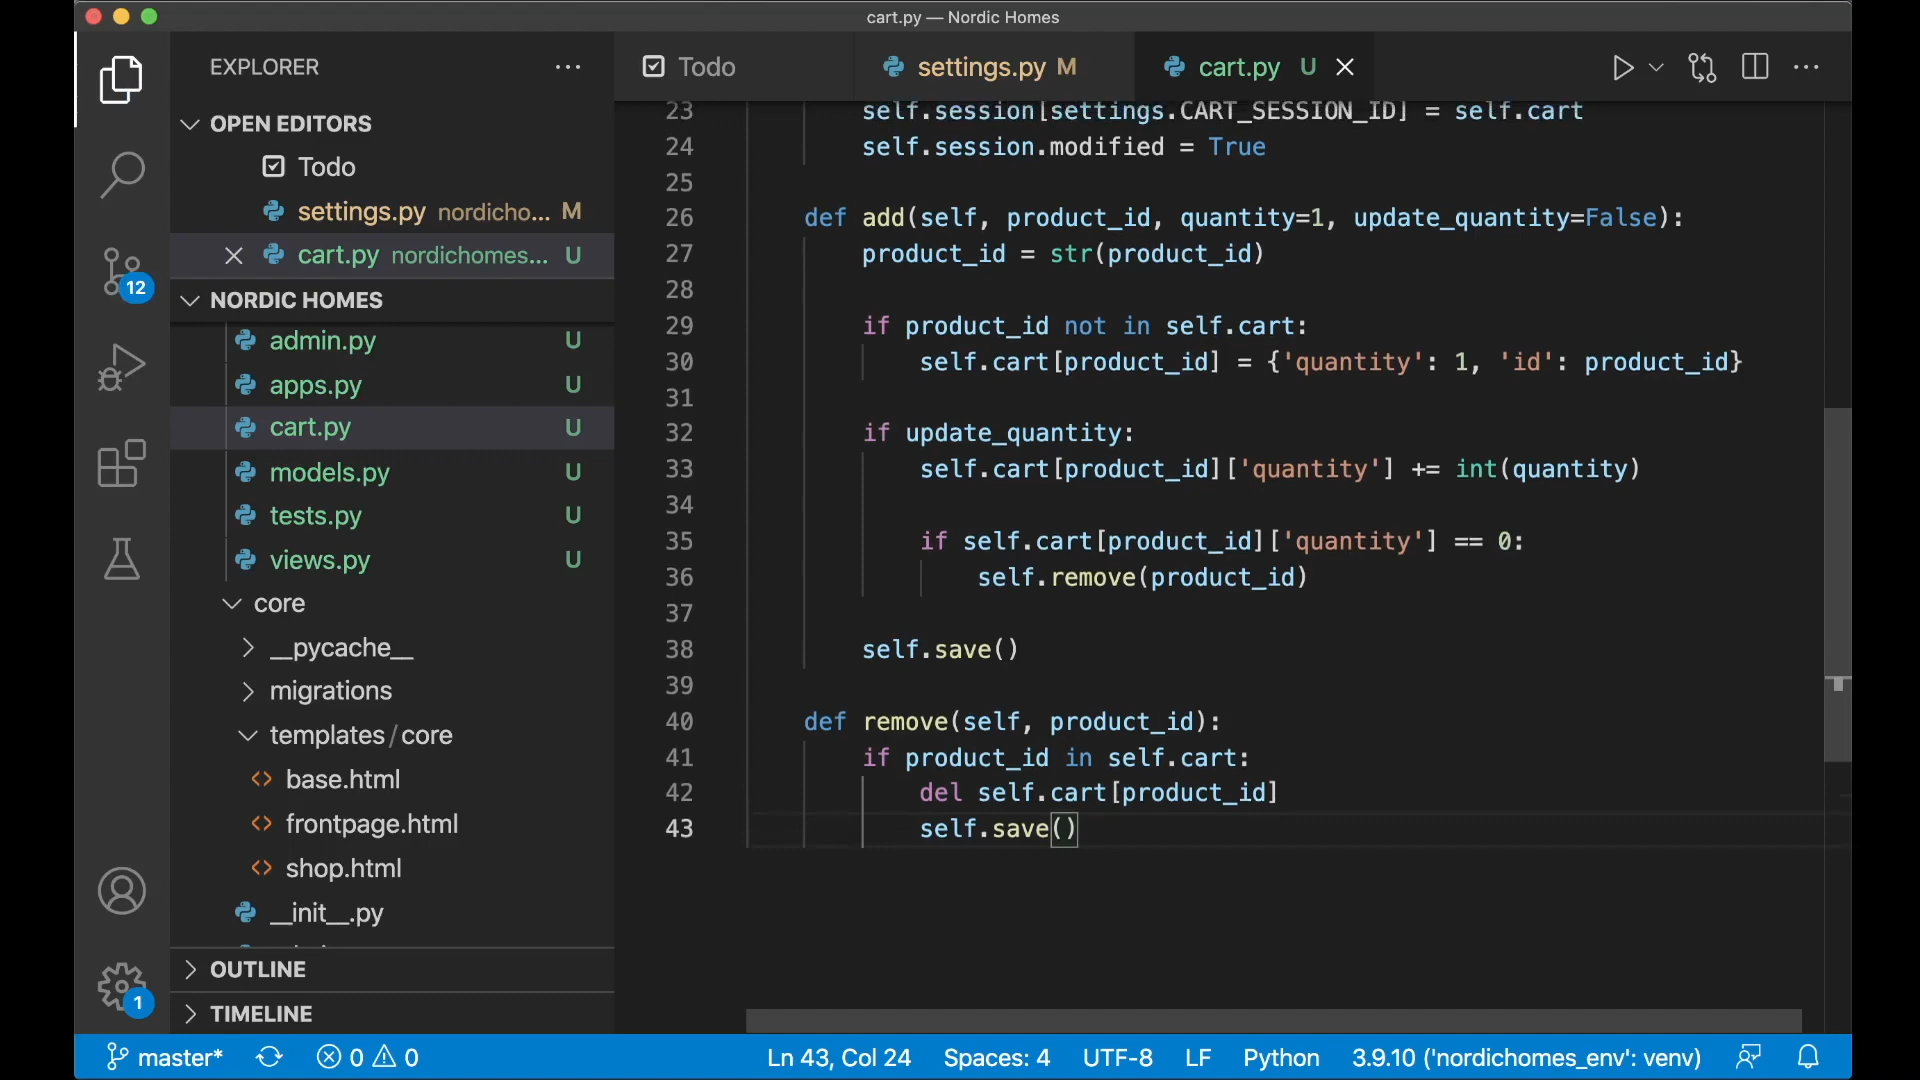 cart.py — Nordic Homes
EXPLORER
OPEN EDITORS
Todo
settings.py nordicho... M
cart.py nordichomes... U
NORDIC HOMES
admin.py U
apps.py U
cart.py U
models.py U
tests.py U
views.py U
core
__pycache__
migrations
templates/core
base.html
frontpage.html
shop.html
__init__.py
OUTLINE
TIMELINE
12
1
Todo
settings.py M
cart.py U
23 self.session[settings.CART_SESSION_ID] = self.cart
24 self.session.modified = True
25
26 def add(self, product_id, quantity=1, update_quantity=False):
27 product_id = str(product_id)
28
29 if product_id not in self.cart:
30 self.cart[product_id] = {'quantity': 1, 'id': product_id}
31
32 if update_quantity:
33 self.cart[product_id]['quantity'] += int(quantity)
34
35 if self.cart[product_id]['quantity'] == 0:
36 self.remove(product_id)
37
38 self.save()
39
40 def remove(self, product_id):
41 if product_id in self.cart:
42 del self.cart[product_id]
43 self.save()
master* 0 0 Ln 43, Col 24 Spaces: 4 UTF-8 LF Python 3.9.10 ('nordichomes_env': venv)